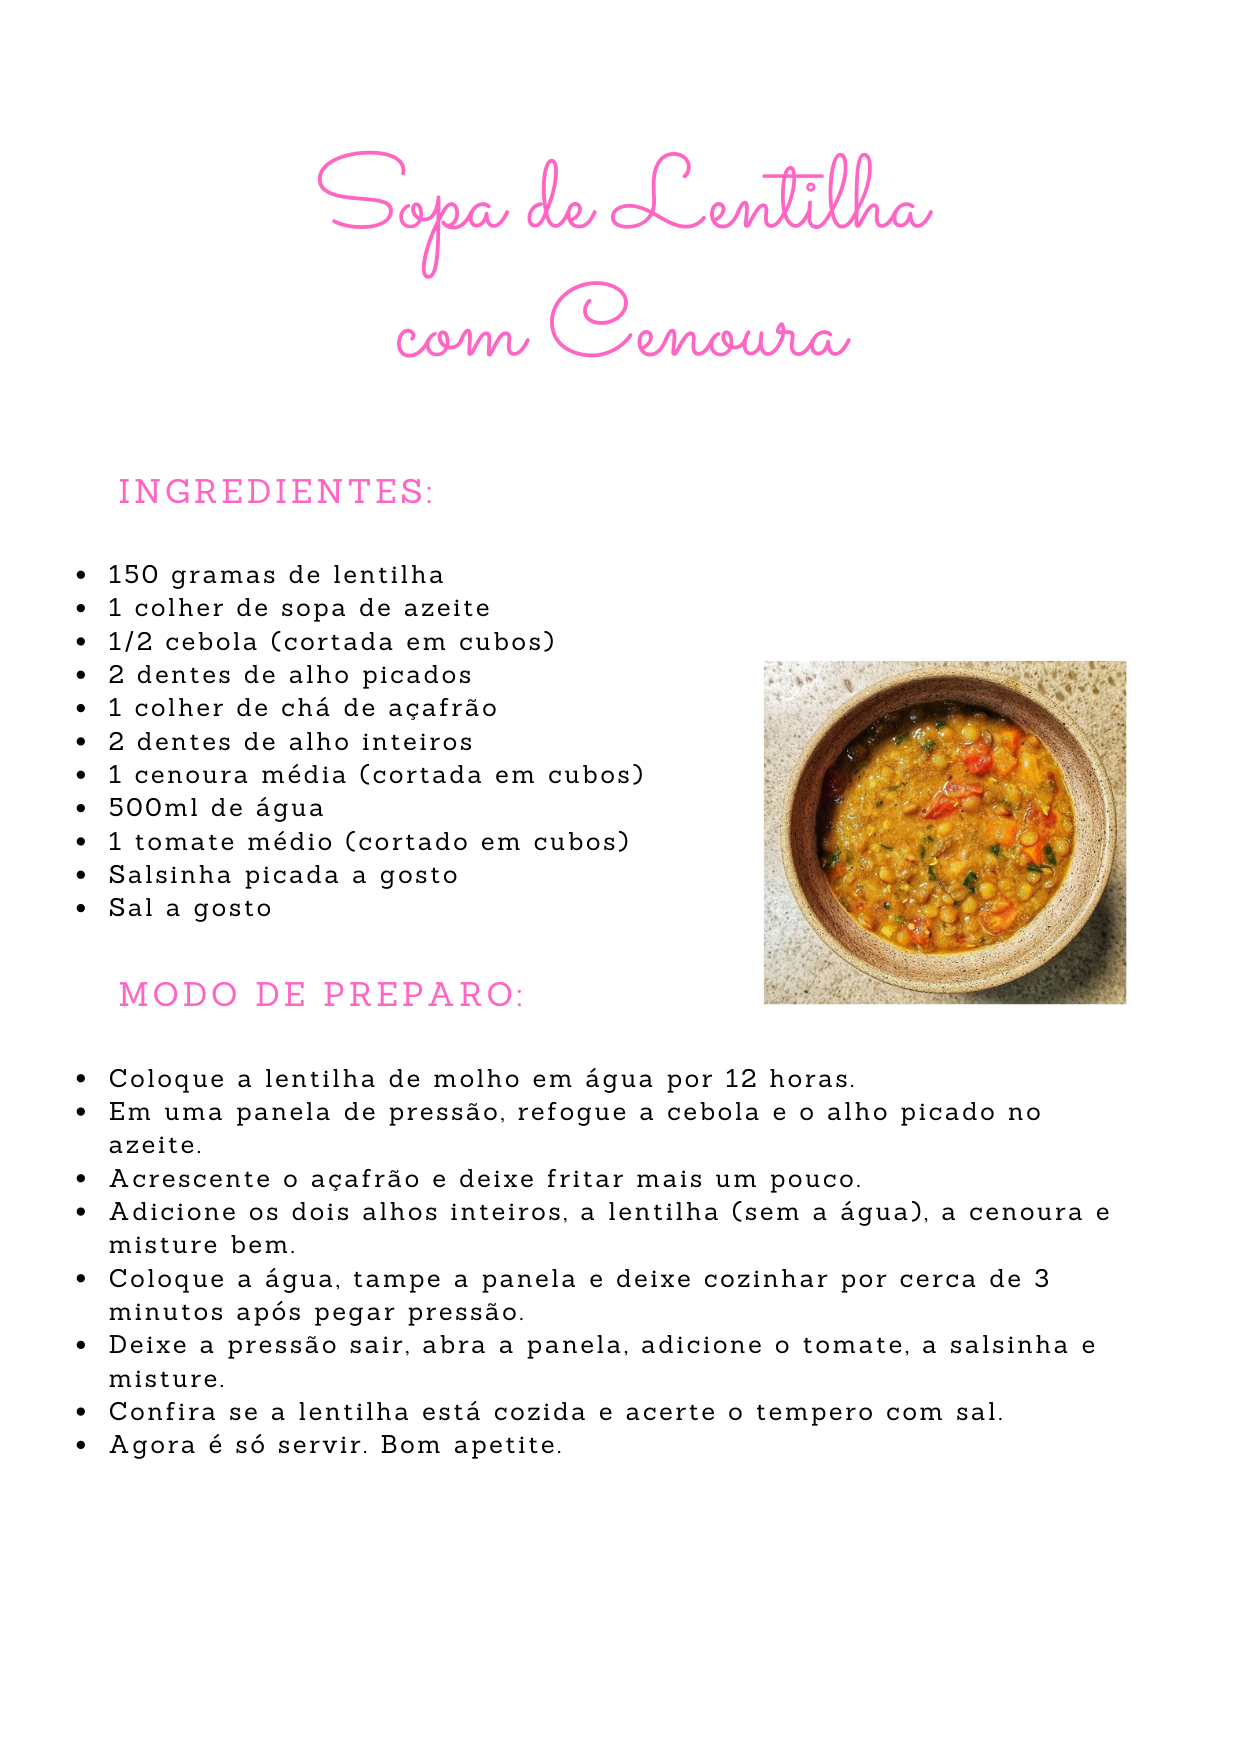 Sopa de Lentilha
com Cenoura
INGREDIENTES:
• 150 gramas de lentilha
• 1 colher de sopa de azeite
• 1/2 cebola (cortada em cubos)
• 2 dentes de alho picados
• 1 colher de chá de açafrão
• 2 dentes de alho inteiros
• 1 cenoura média (cortada em cubos)
• 500ml de água
• 1 tomate médio (cortado em cubos)
• Salsinha picada a gosto
• Sal a gosto
MODO DE PREPARO:
• Coloque a lentilha de molho em água por 12 horas.
• Em uma panela de pressão, refogue a cebola e o alho picado no
azeite.
• Acrescente o açafrão e deixe fritar mais um pouco.
• Adicione os dois alhos inteiros, a lentilha (sem a água), a cenoura e
misture bem.
• Coloque a água, tampe a panela e deixe cozinhar por cerca de 3
minutos após pegar pressão.
• Deixe a pressão sair, abra a panela, adicione o tomate, a salsinha e
misture.
• Confira se a lentilha está cozida e acerte o tempero com sal.
• Agora é só servir. Bom apetite.